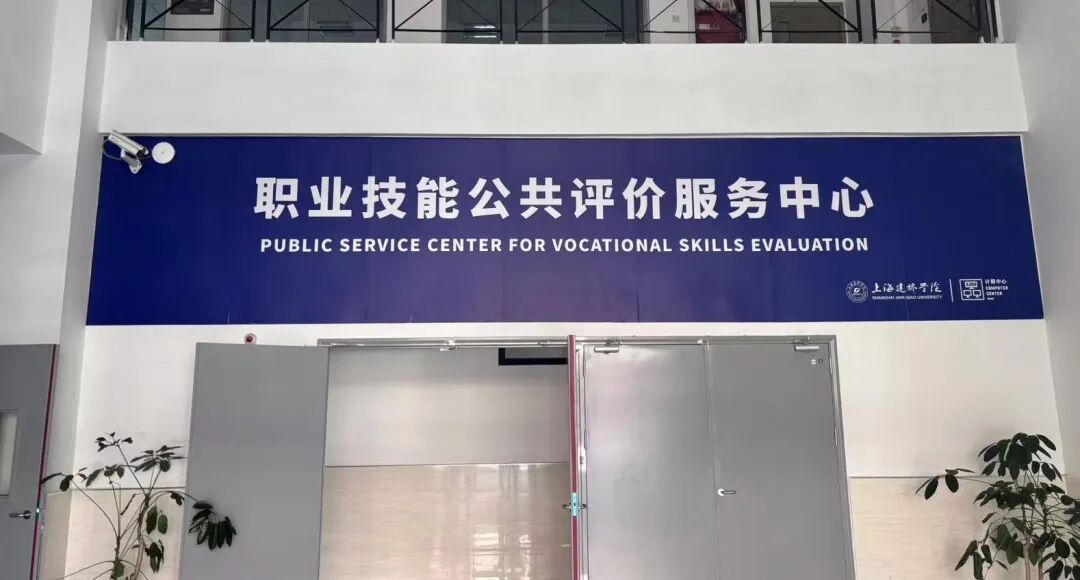 职业技能公共评价服务中心
PUBLIC SERVICE CENTER FOR VOCATIONAL SKILLS EVALUATION
上海建桥学院
SHANGHAI JIAN QIAO UNIVERSITY
计算中心
COMPUTER
CENTER